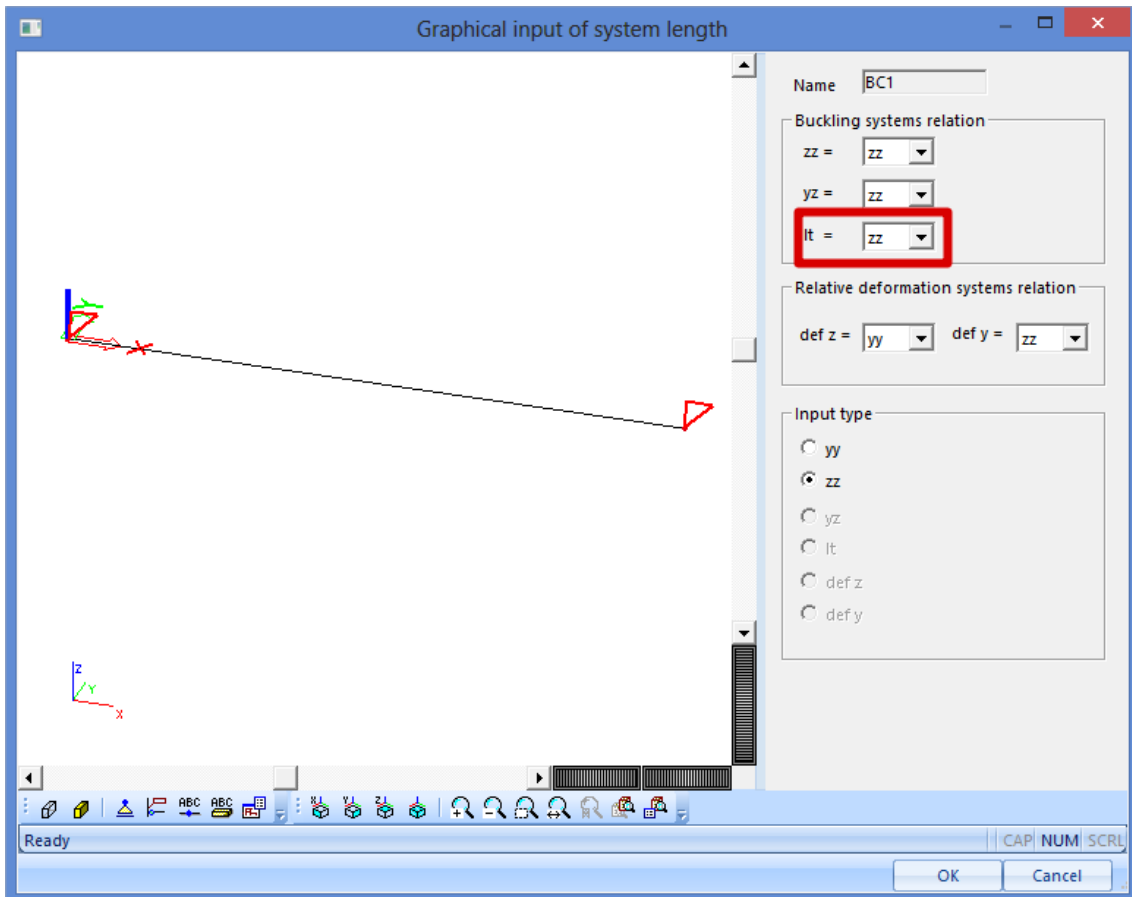 Graphical input of system length
Name BC1
Buckling systems relation
zz = zz
yz = zz
lt = zz
Relative deformation systems relation
def z = yy def y = zz
Input type
yy
zz
yz
lt
def z
def y
Y
X
Z
Y
X
ABC ABC
Ready CAP NUM SCRL
OK Cancel